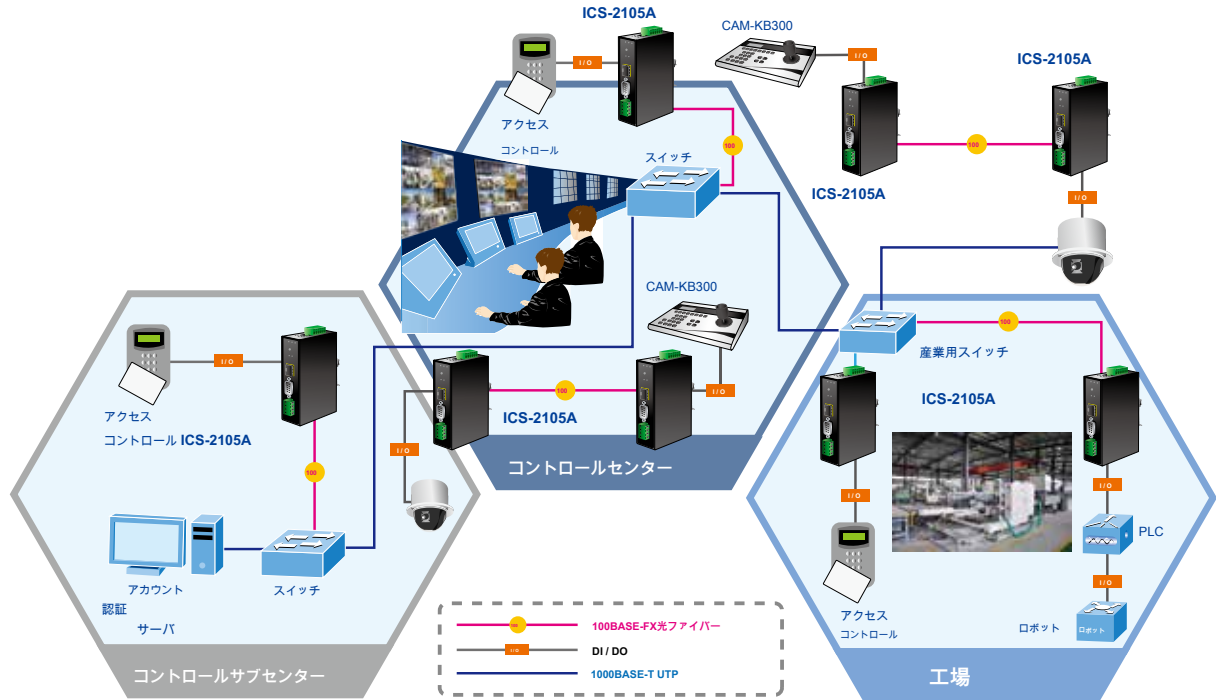 ICS-2105A
CAM-KB300
ICS-2105A
I/O
I/O
アクセス
コントロール
100
スイッチ
100
ICS-2105A
I/O
CAM-KB300
I/O
アクセス
コントロール ICS-2105A
100
産業用スイッチ
100
ICS-2105A
I/O
I/O
コントロールセンター
100
I/O
I/O
PLC
アカウント
認証
サーバ
スイッチ
I/O
アクセス
コントロール
ロボット
ロボット
100
100BASE-FX光ファイバー
I/O
DI / DO
1000BASE-T UTP
コントロールサブセンター
工場